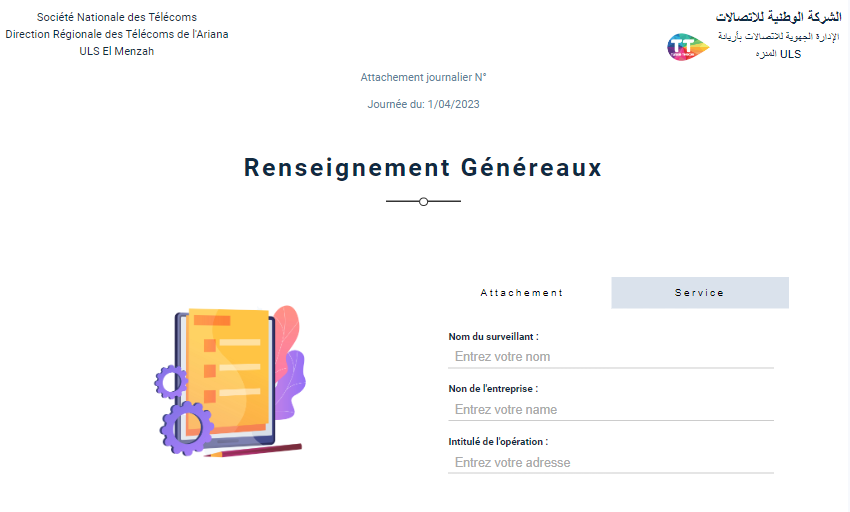 Société Nationale des Télécoms
Direction Régionale des Télécoms de l'Ariana
ULS El Menzah
الشركة الوطنية للاتصالات
الإدارة الجهوية للاتصالات بأريانة
ULS المنزه
TT
Attachement journalier N°
Journée du: 1/04/2023
Renseignement Généreaux
Attachement
Service
Nom du surveillant :
Entrez votre nom
Non de l'entreprise :
Entrez votre name
Intitulé de l'opération :
Entrez votre adresse